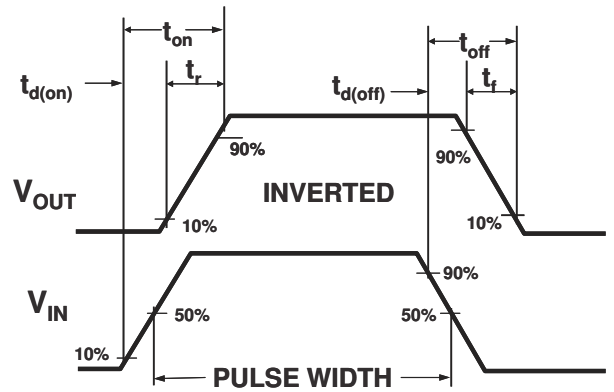 t_on
t_off
t_d(on)
t_r
t_d(off)
t_f
90%
90%
V_OUT
INVERTED
10%
10%
90%
V_IN
50%
50%
10%
PULSE WIDTH